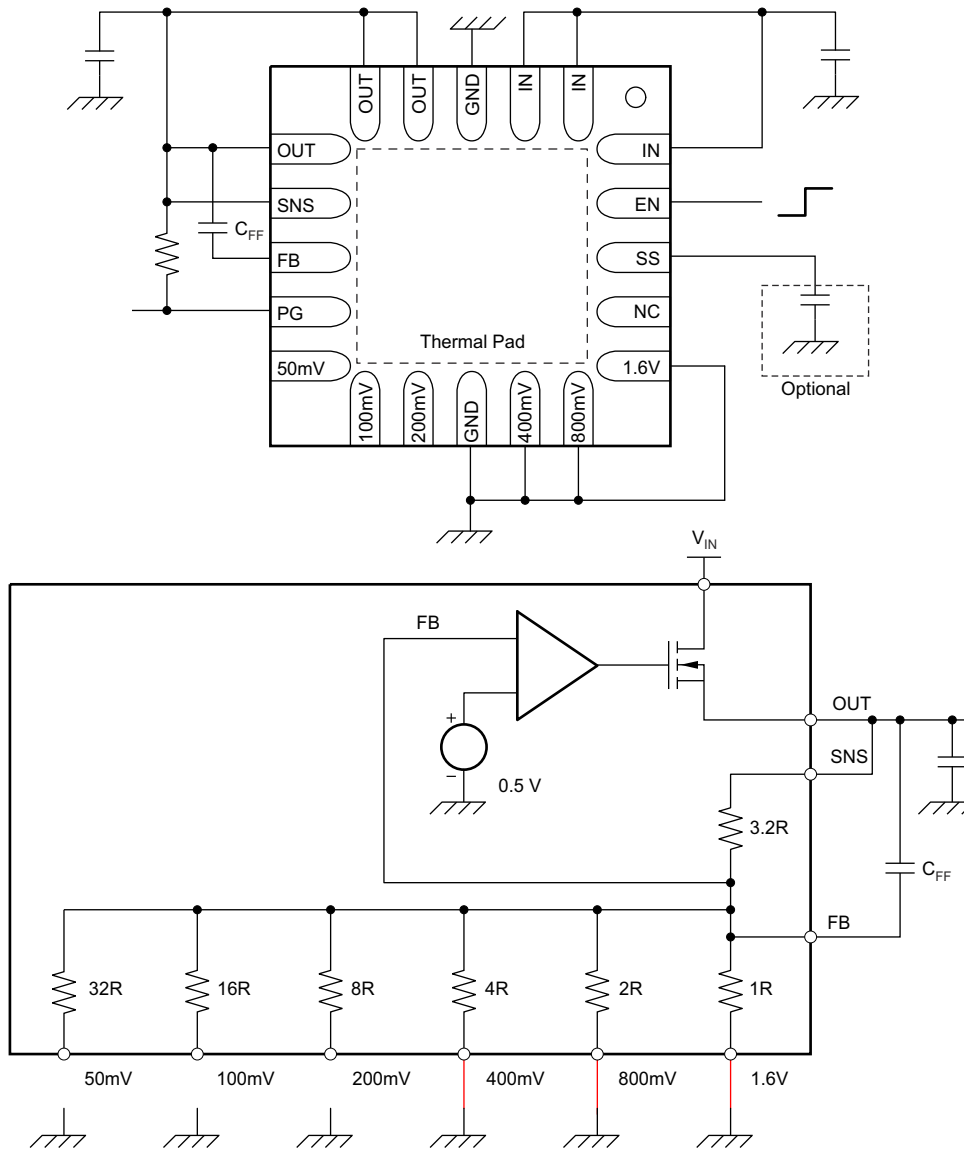 OUT
OUT
GND
IN
IN
OUT
IN
SNS
EN
C_FF
FB
SS
PG
NC
Thermal Pad
50mV
1.6V
Optional
100mV
200mV
GND
400mV
800mV
V_IN
FB
OUT
+
SNS
−
0.5 V
3.2R
C_FF
FB
32R
16R
8R
4R
2R
1R
50mV
100mV
200mV
400mV
800mV
1.6V